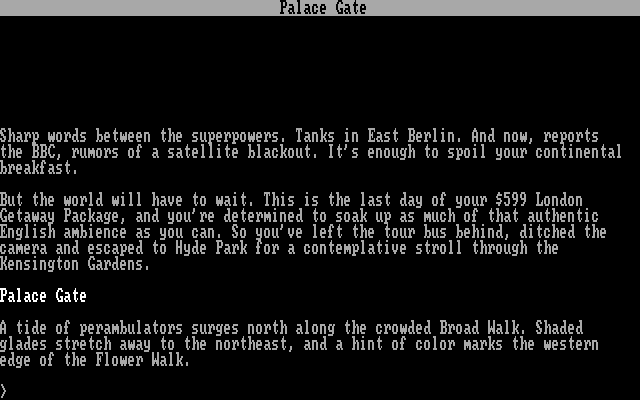 Palace Gate
Sharp words between the superpowers. Tanks in East Berlin. And now, reports
the BBC, rumors of a satellite blackout. It's enough to spoil your continental
breakfast.
But the world will have to wait. This is the last day of your $599 London
Getaway Package, and you're determined to soak up as much of that authentic
English ambience as you can. So you've left the tour bus behind, ditched the
camera and escaped to Hyde Park for a contemplative stroll through the
Kensington Gardens.
Palace Gate
A tide of perambulators surges north along the crowded Broad Walk. Shaded
glades stretch away to the northeast, and a hint of color marks the western
edge of the Flower Walk.
>